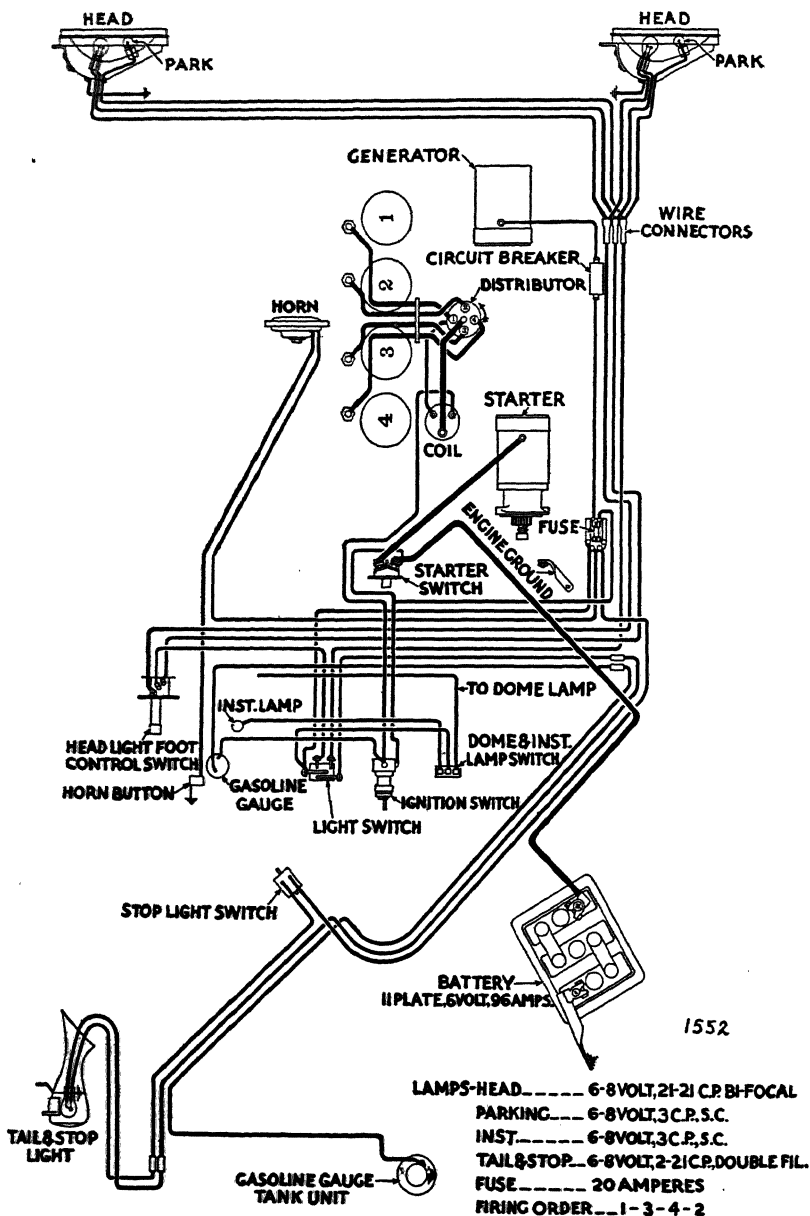 HEAD
HEAD
PARK
PARK
GENERATOR
WIRE
CONNECTORS
CIRCUIT BREAKER
DISTRIBUTOR
HORN
1
2
3
4
COIL
STARTER
FUSE
ENGINE GROUND
STARTER
SWITCH
TO DOME LAMP
INST. LAMP
HEAD LIGHT FOOT
CONTROL SWITCH
DOME & INST.
LAMP SWITCH
HORN BUTTON
GASOLINE
GAUGE
IGNITION SWITCH
LIGHT SWITCH
STOP LIGHT SWITCH
BATTERY
11 PLATE, 6 VOLT, 96 AMPS.
1552
TAIL & STOP
LIGHT
GASOLINE GAUGE
TANK UNIT
LAMPS-HEAD_____ 6-8 VOLT, 21-21 C.P. BI-FOCAL
PARKING___ 6-8 VOLT, 3 C.P., S.C.
INST.______ 6-8 VOLT, 3 C.P., S.C.
TAIL & STOP__ 6-8 VOLT, 2-21 C.P., DOUBLE FIL.
FUSE______ 20 AMPERES
FIRING ORDER__1-3-4-2